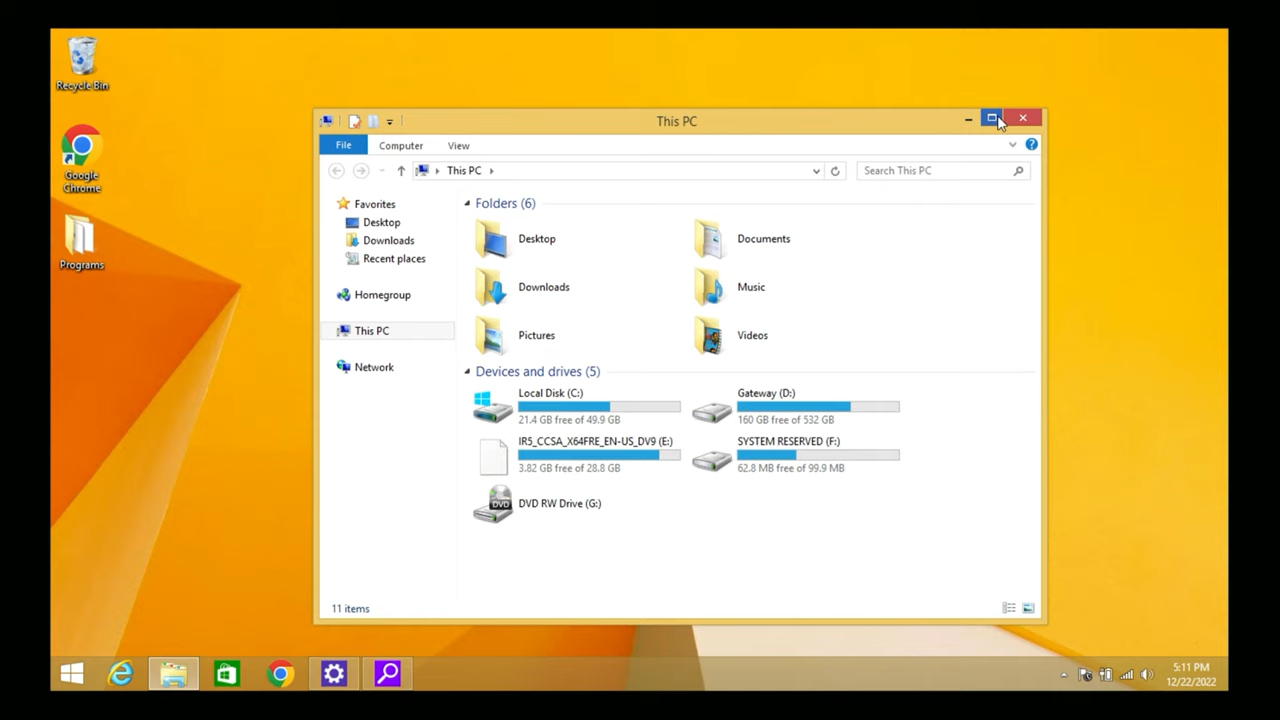 Recycle Bin
Google
Chrome
Programs
This PC
File
Computer
View
This PC
Search This PC
Favorites
Desktop
Downloads
Recent places
Homegroup
This PC
Network
Folders (6)
Desktop
Documents
Downloads
Music
Pictures
Videos
Devices and drives (5)
Local Disk (C:)
21.4 GB free of 49.9 GB
Gateway (D:)
160 GB free of 532 GB
IR5_CCSA_X64FRE_EN-US_DV9 (E:)
3.82 GB free of 28.8 GB
SYSTEM RESERVED (F:)
62.8 MB free of 99.9 MB
DVD
DVD RW Drive (G:)
11 items
5:11 PM
12/22/2022